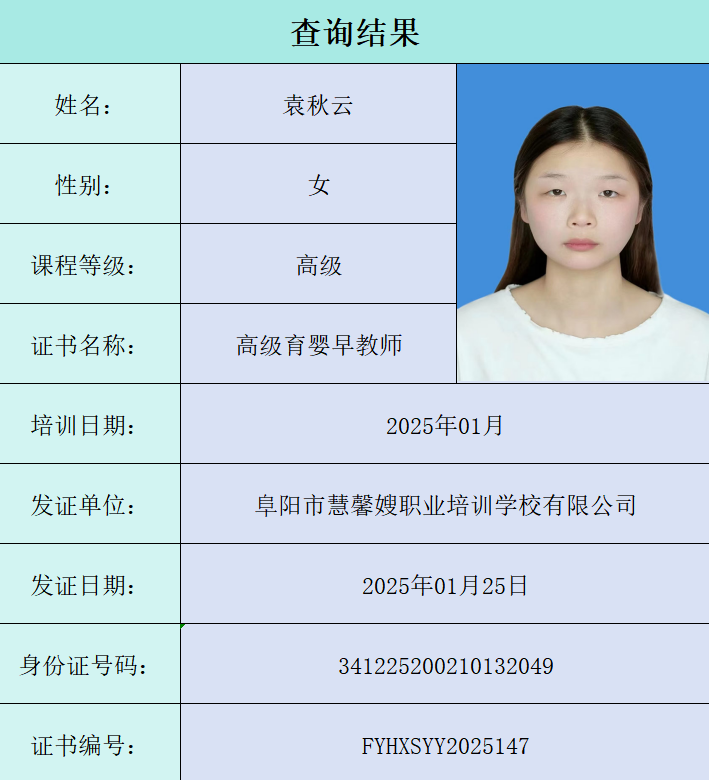 查询结果
姓名： 袁秋云
性别： 女
课程等级： 高级
证书名称： 高级育婴早教师
培训日期： 2025年01月
发证单位： 阜阳市慧馨嫂职业培训学校有限公司
发证日期： 2025年01月25日
身份证号码： 341225200210132049
证书编号： FYHXSYY2025147